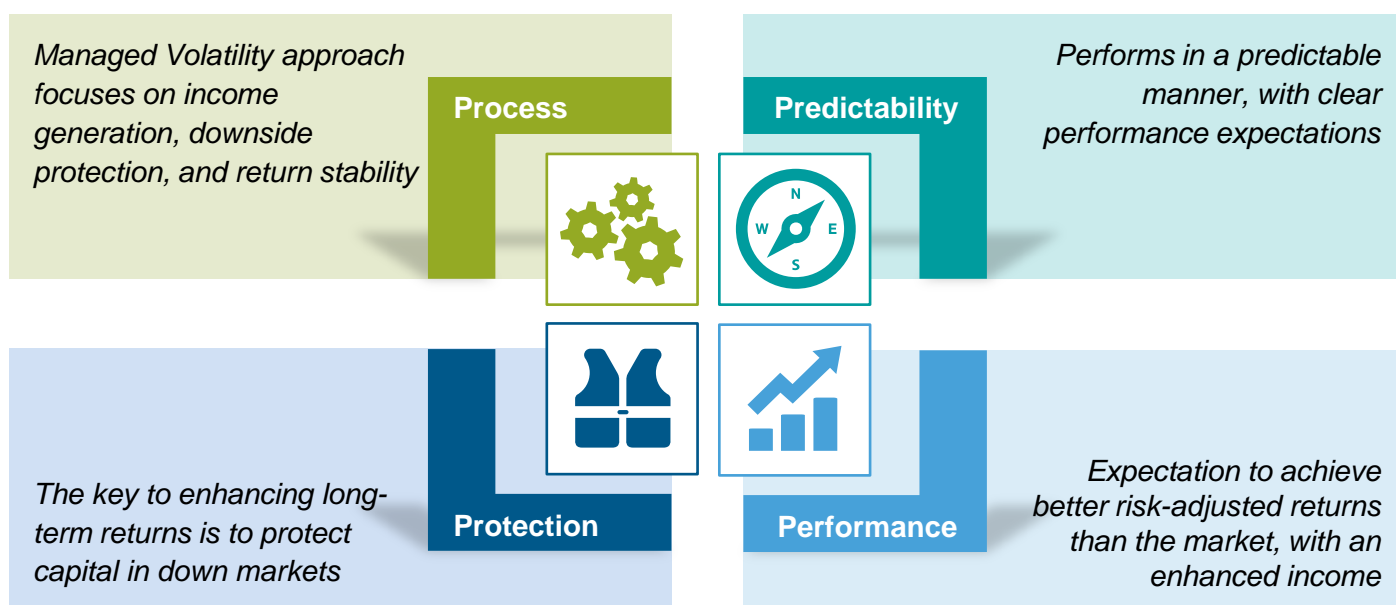 Managed Volatility approach
focuses on income
generation, downside
protection, and return stability
Process
Predictability
Performs in a predictable
manner, with clear
performance expectations
N
W E
S
The key to enhancing long-
term returns is to protect
capital in down markets
Protection
Performance
Expectation to achieve
better risk-adjusted returns
than the market, with an
enhanced income